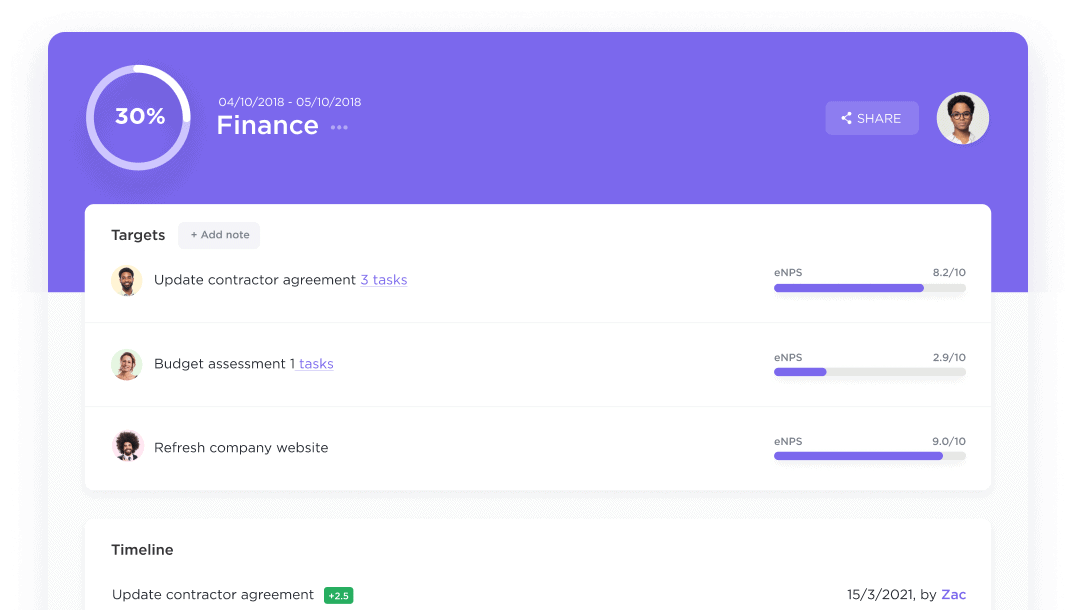 30%
04/10/2018 - 05/10/2018
Finance
SHARE
Targets
+ Add note
Update contractor agreement 3 tasks
eNPS 8.2/10
Budget assessment 1 tasks
eNPS 2.9/10
Refresh company website
eNPS 9.0/10
Timeline
Update contractor agreement +2.5 15/3/2021, by Zac